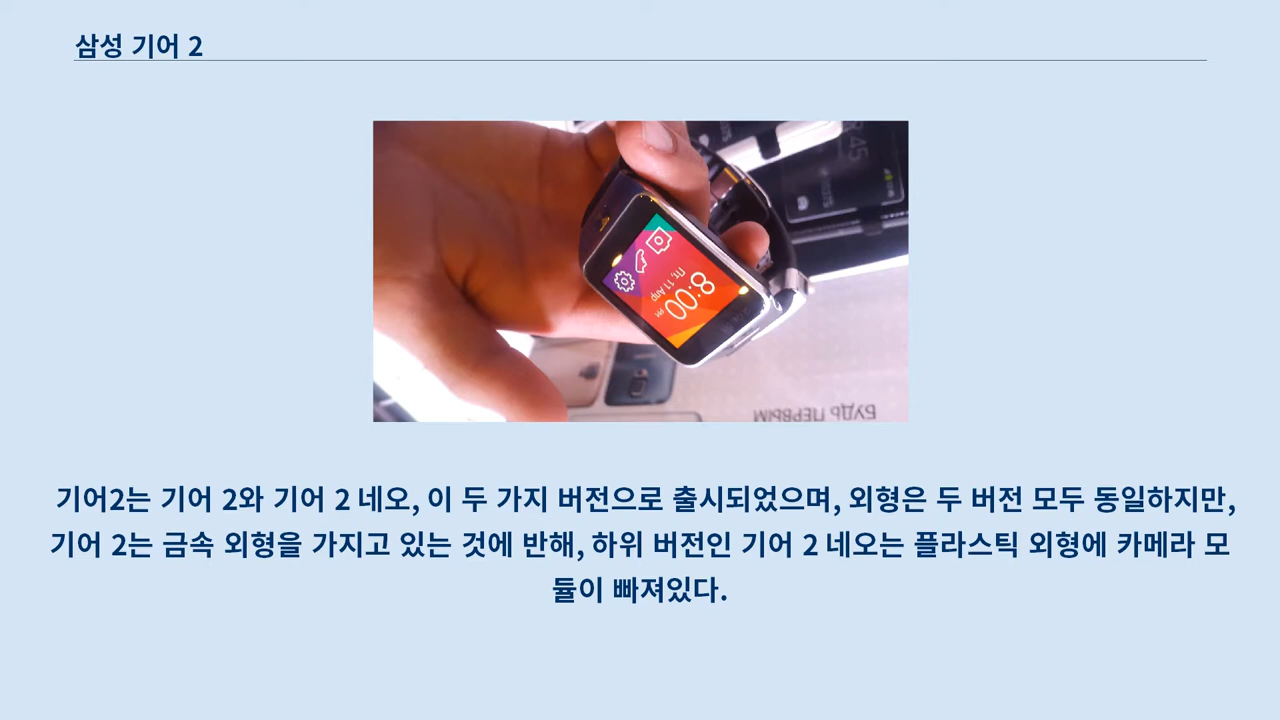 삼성 기어 2
8:00
PM
Пт, 11 Апр
БУДЬ ПЕРВЫМ
기어2는 기어 2와 기어 2 네오, 이 두 가지 버전으로 출시되었으며, 외형은 두 버전 모두 동일하지만,
기어 2는 금속 외형을 가지고 있는 것에 반해, 하위 버전인 기어 2 네오는 플라스틱 외형에 카메라 모
듈이 빠져있다.